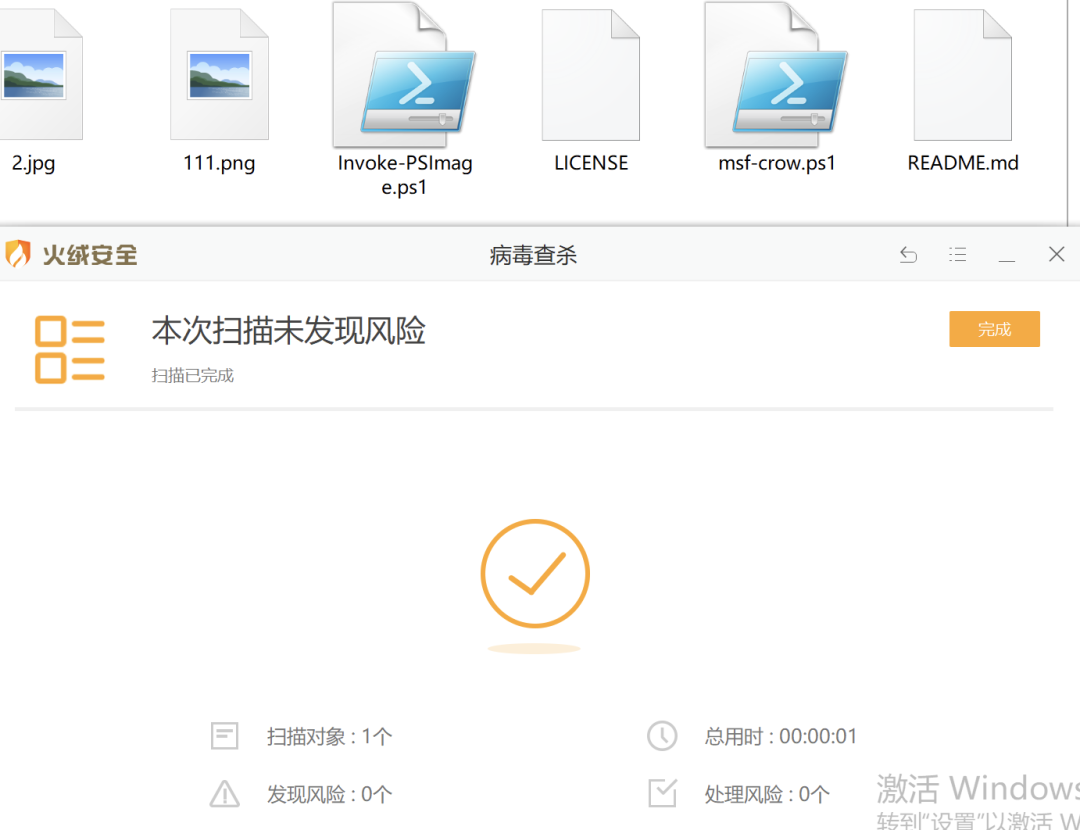 2.jpg
111.png
Invoke-PSImag
e.ps1
LICENSE
msf-crow.ps1
README.md
火绒安全
病毒查杀
本次扫描未发现风险
完成
扫描已完成
扫描对象 : 1个
总用时 : 00:00:01
发现风险 : 0个
处理风险 : 0个
激活 Windows
转到"设置"以激活 W